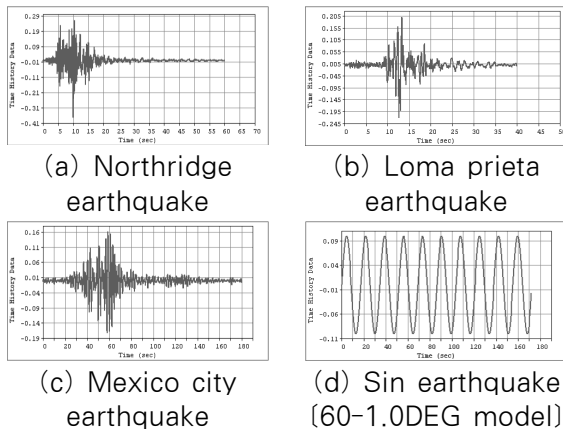 0.29
0.19
0.09
-0.01
-0.11
-0.21
-0.31
-0.41
Time History Data
0 5 10 15 20 25 30 35 40 45 50 55 60 65 70
Time (sec)
(a) Northridge
earthquake
0.205
0.155
0.105
0.055
0.005
-0.045
-0.095
-0.145
-0.195
-0.245
Time History Data
0 5 10 15 20 25 30 35 40 45 50
Time (sec)
(b) Loma prieta
earthquake
0.16
0.11
0.06
0.01
-0.04
-0.09
-0.14
-0.19
Time History Data
0 20 40 60 80 100 120 140 160 180
Time (sec)
(c) Mexico city
earthquake
0.09
0.04
-0.01
-0.06
-0.11
Time History Data
0 20 40 60 80 100 120 140 160 180
Time (sec)
(d) Sin earthquake
〔60-1.0DEG model〕